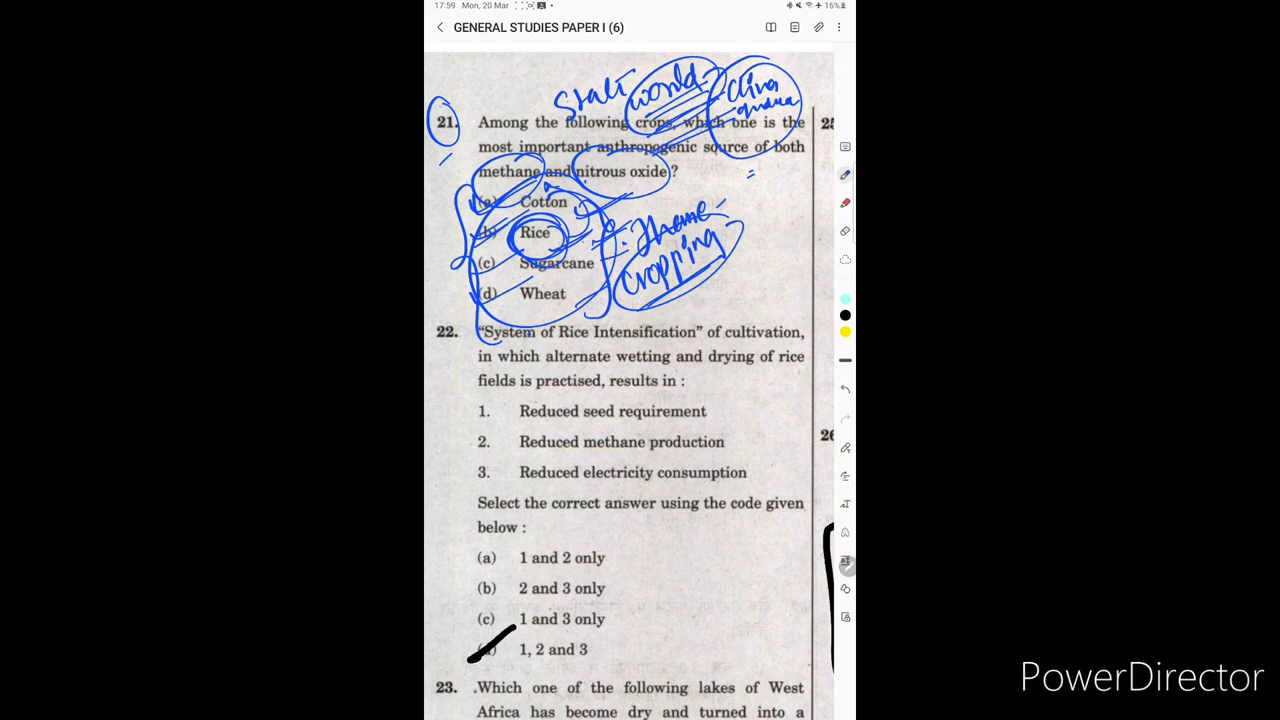 17:59 Mon, 20 Mar
16%
GENERAL STUDIES PAPER I (6)
State world China
21. Among the following crops, which one is the
25
most important anthropogenic source of both
methane and nitrous oxide ?
(a) Cotton
(b) Rice
(c) Sugarcane
(d) Wheat
Theme
cropping
22. "System of Rice Intensification" of cultivation,
in which alternate wetting and drying of rice
fields is practised, results in :
1. Reduced seed requirement
2. Reduced methane production
26
3. Reduced electricity consumption
Select the correct answer using the code given
below :
(a) 1 and 2 only
(b) 2 and 3 only
(c) 1 and 3 only
1, 2 and 3
23. Which one of the following lakes of West
Africa has become dry and turned into a
PowerDirector